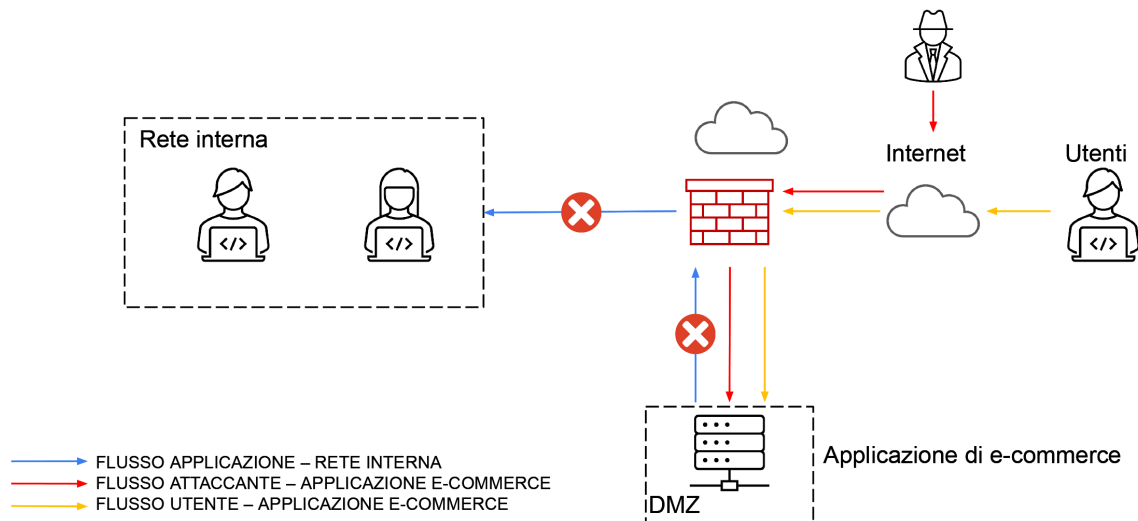 Rete interna
Internet
Utenti
</>
</>
Applicazione di e-commerce
DMZ
FLUSSO APPLICAZIONE – RETE INTERNA
FLUSSO ATTACCANTE – APPLICAZIONE E-COMMERCE
FLUSSO UTENTE – APPLICAZIONE E-COMMERCE
</>